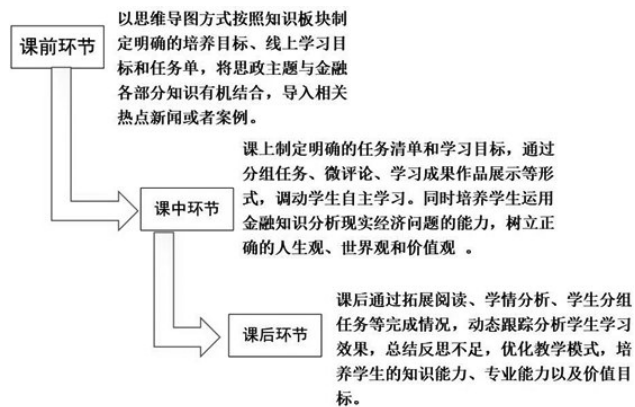 课前环节
以思维导图方式按照知识板块制
定明确的培养目标、线上学习目
标和任务单，将思政主题与金融
各部分知识有机结合，导入相关
热点新闻或者案例。
课中环节
课上制定明确的任务清单和学习目标，通过
分组任务、微评论、学习成果作品展示等形
式，调动学生自主学习。同时培养学生运用
金融知识分析现实经济问题的能力，树立正
确的人生观、世界观和价值观 。
课后环节
课后通过拓展阅读、学情分析、学生分组
任务等完成情况，动态跟踪分析学生学习
效果，总结反思不足，优化教学模式，培
养学生的知识能力、专业能力以及价值目
标。